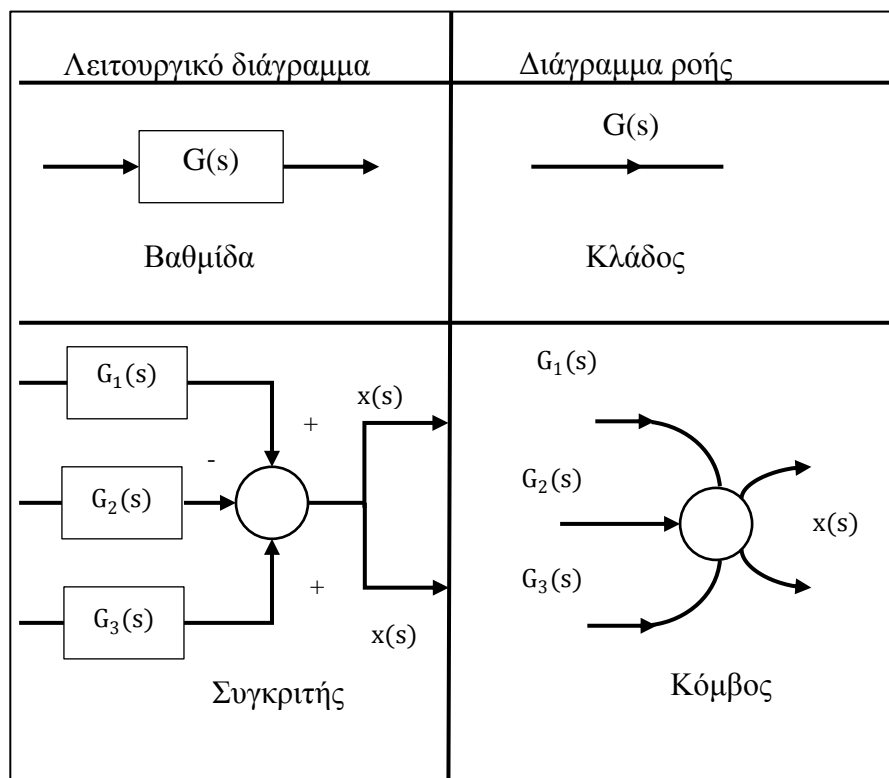 Λειτουργικό διάγραμμα
Διάγραμμα ροής
G(s)
Βαθμίδα
G(s)
Κλάδος
G₁(s)
+
x(s)
-
G₂(s)
G₃(s)
+
x(s)
Συγκριτής
G₁(s)
G₂(s)
x(s)
G₃(s)
Κόμβος